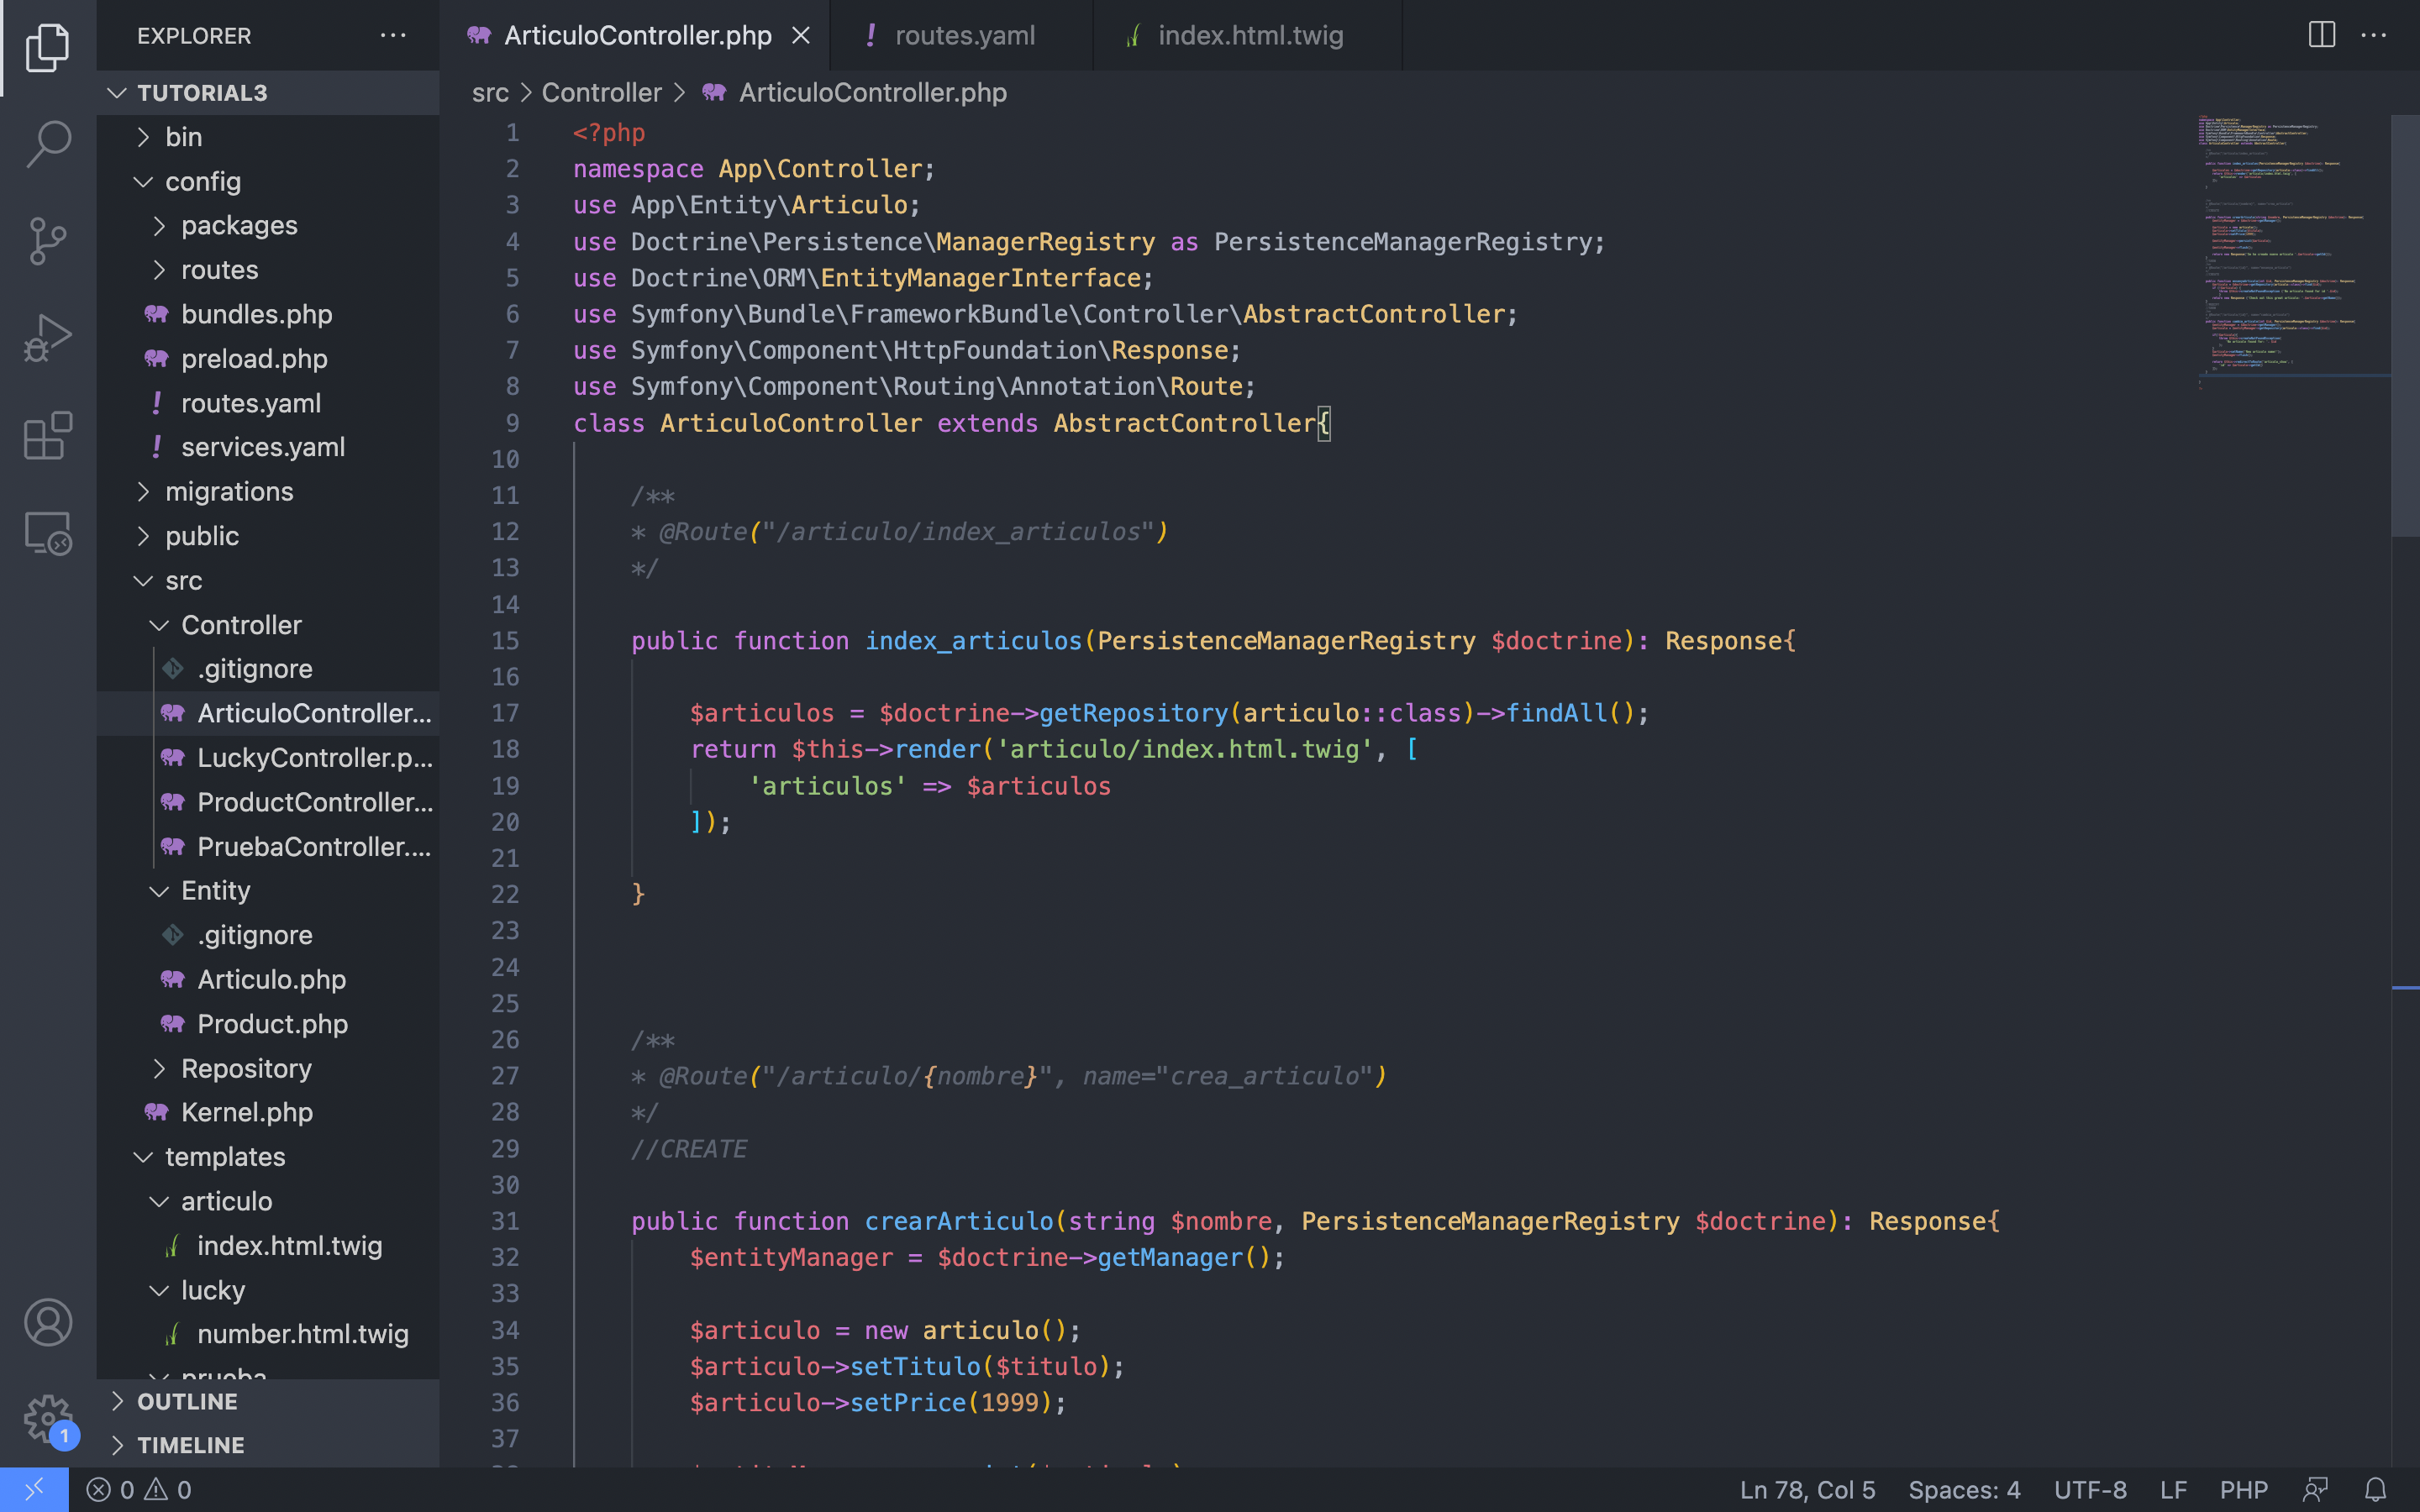 EXPLORER
TUTORIAL3
bin
config
packages
routes
bundles.php
preload.php
routes.yaml
services.yaml
migrations
public
src
Controller
.gitignore
ArticuloController...
LuckyController.p...
ProductController...
PruebaController....
Entity
.gitignore
Articulo.php
Product.php
Repository
Kernel.php
templates
articulo
index.html.twig
lucky
number.html.twig
prueba
OUTLINE
TIMELINE
1
ArticuloController.php
routes.yaml
index.html.twig
src > Controller > ArticuloController.php
1 <?php
2 namespace App\Controller;
3 use App\Entity\Articulo;
4 use Doctrine\Persistence\ManagerRegistry as PersistenceManagerRegistry;
5 use Doctrine\ORM\EntityManagerInterface;
6 use Symfony\Bundle\FrameworkBundle\Controller\AbstractController;
7 use Symfony\Component\HttpFoundation\Response;
8 use Symfony\Component\Routing\Annotation\Route;
9 class ArticuloController extends AbstractController{
10
11 /**
12 * @Route("/articulo/index_articulos")
13 */
14
15 public function index_articulos(PersistenceManagerRegistry $doctrine): Response{
16
17 $articulos = $doctrine->getRepository(articulo::class)->findAll();
18 return $this->render('articulo/index.html.twig', [
19 'articulos' => $articulos
20 ]);
21
22 }
23
24
25
26 /**
27 * @Route("/articulo/{nombre}", name="crea_articulo")
28 */
29 //CREATE
30
31 public function crearArticulo(string $nombre, PersistenceManagerRegistry $doctrine): Response{
32 $entityManager = $doctrine->getManager();
33
34 $articulo = new articulo();
35 $articulo->setTitulo($titulo);
36 $articulo->setPrice(1999);
37
0 0
Ln 78, Col 5
Spaces: 4
UTF-8
LF
PHP